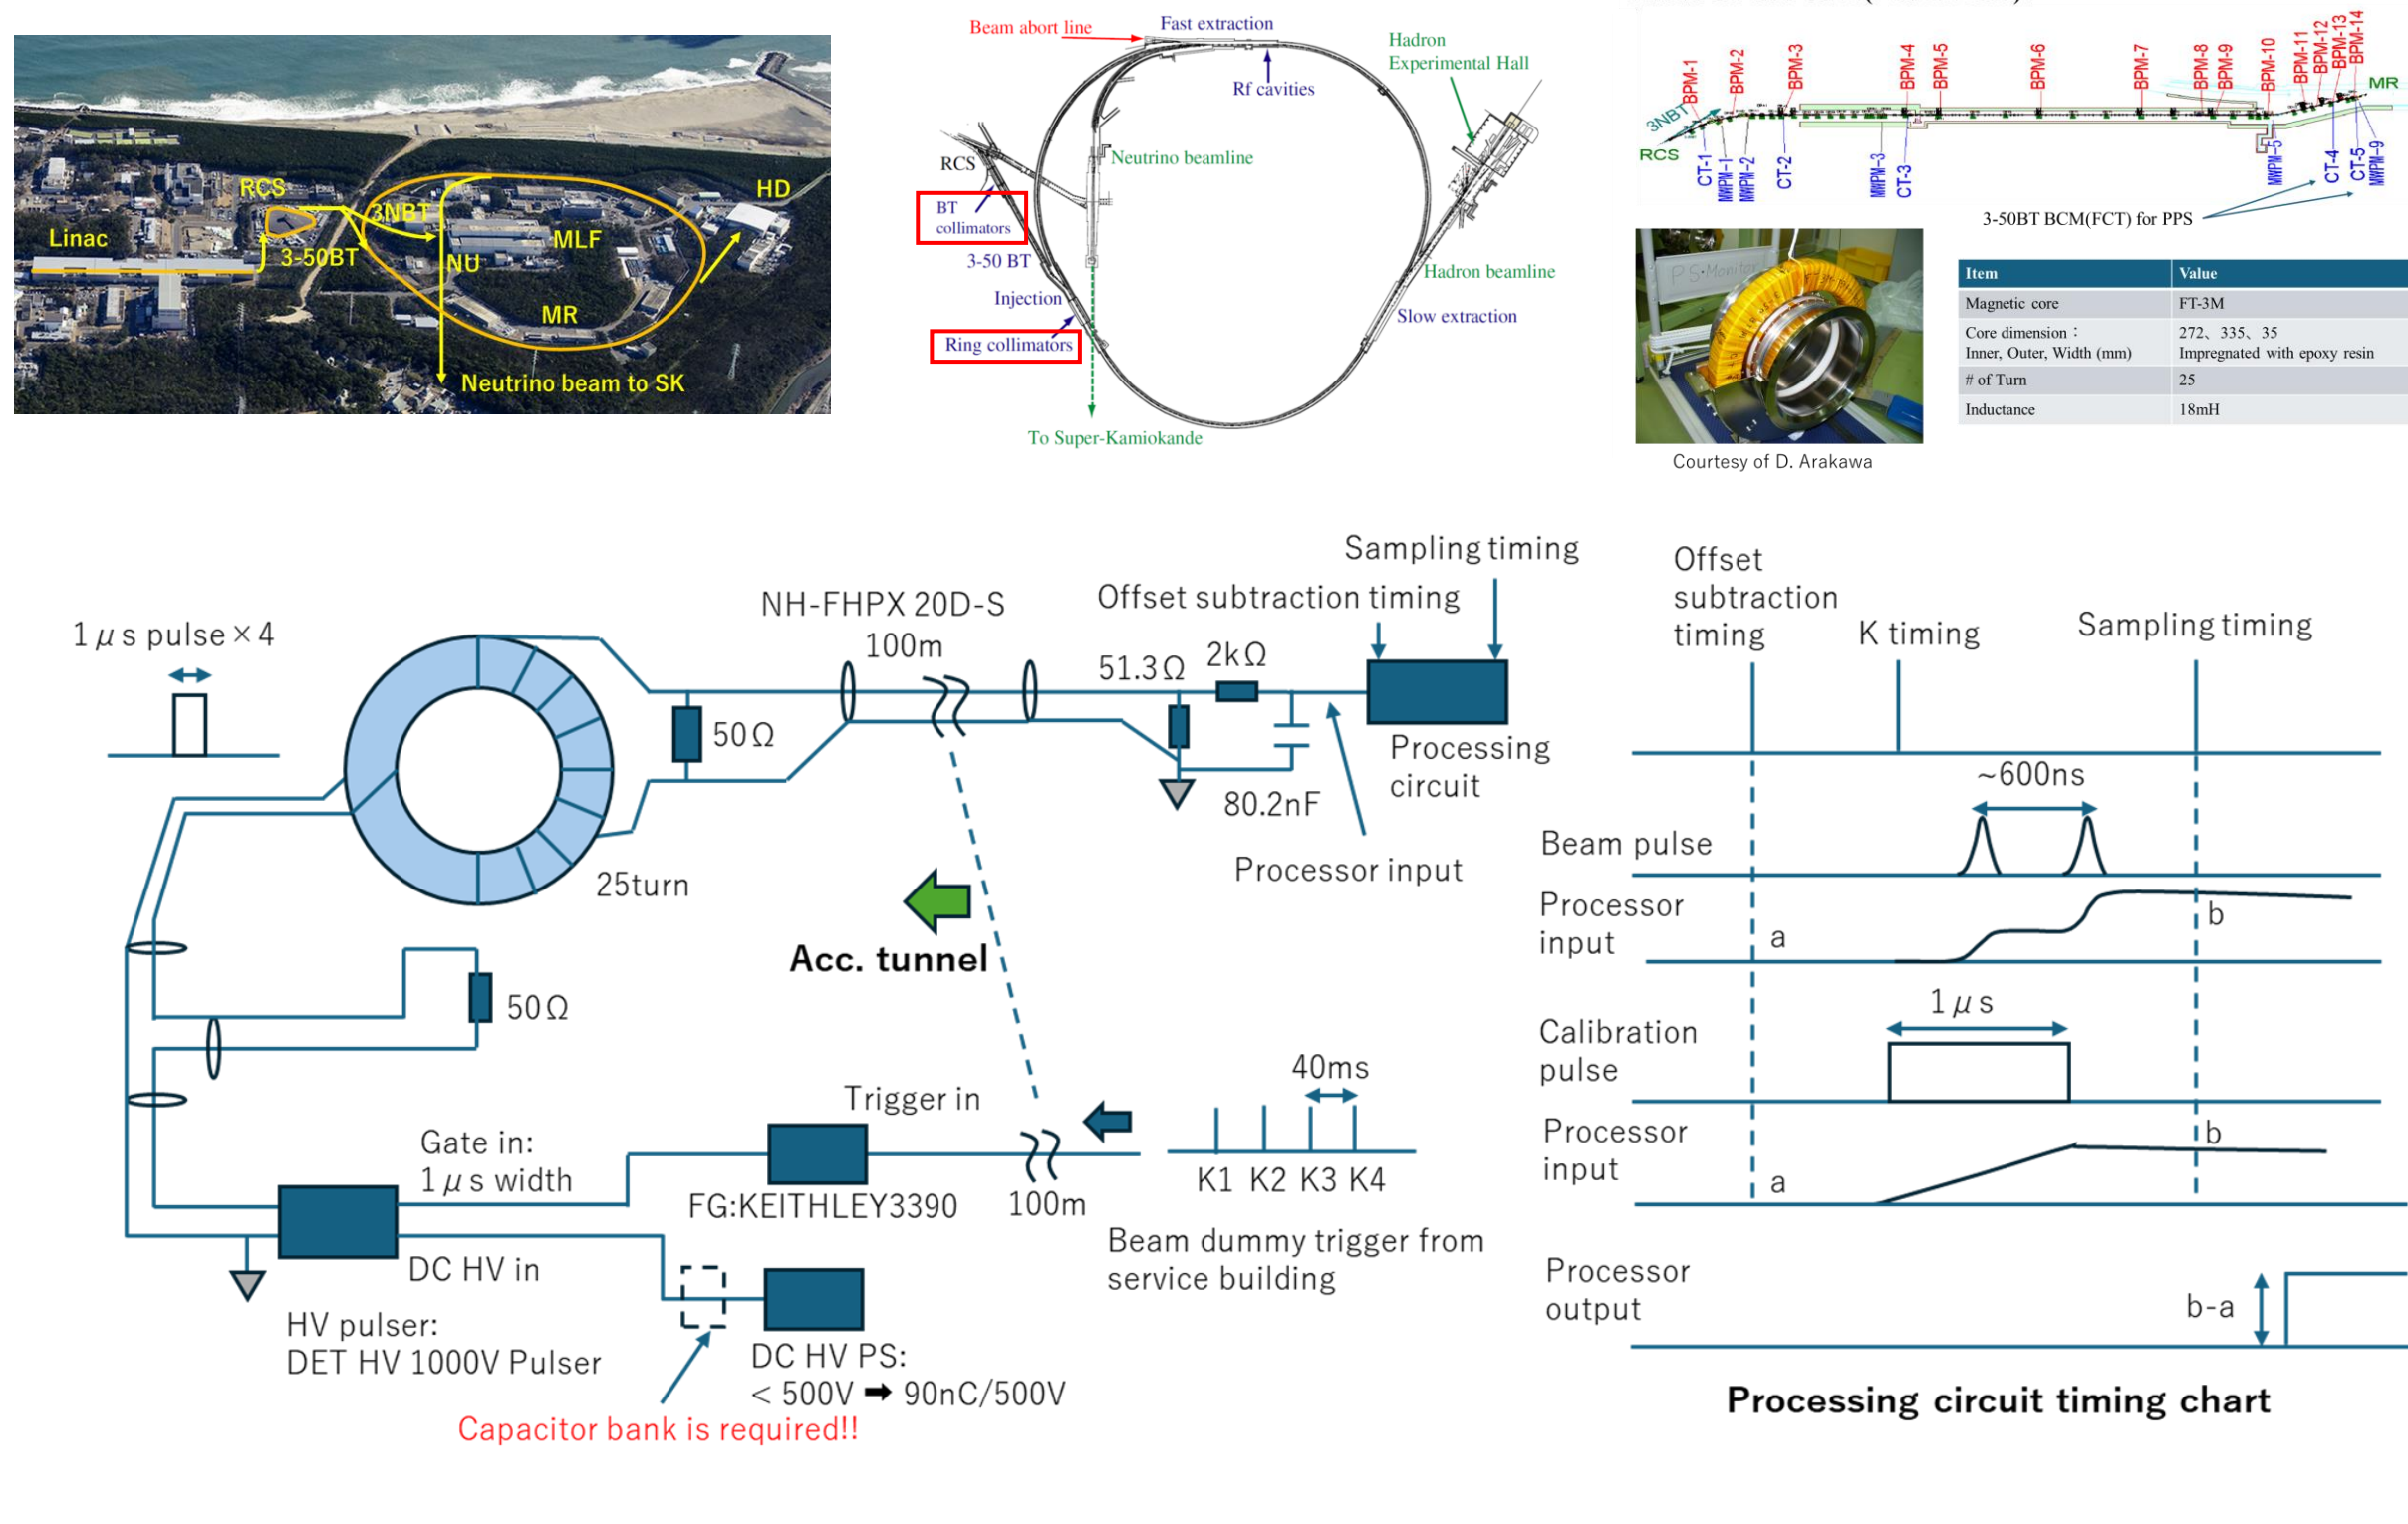 RCS
HD
3NBT
Linac
MLF
3-50BT
NU
MR
Neutrino beam to SK
Beam abort line
Fast extraction
Hadron
Experimental Hall
Rf cavities
RCS
Neutrino beamline
BT
collimators
3-50 BT
Injection
Hadron beamline
Slow extraction
Ring collimators
To Super-Kamiokande
BPM-1
BPM-2
BPM-3
BPM-4
BPM-5
BPM-6
BPM-7
BPM-8
BPM-9
BPM-10
BPM-11
BPM-12
BPM-13
BPM-14
MR
3NBT
RCS
CT-1
MWPM-1
MWPM-2
CT-2
MWPM-3
CT-3
MWPM-5
CT-4
CT-5
MWPM-9
3-50BT BCM(FCT) for PPS
PS-Monitor
Courtesy of D. Arakawa
Item Value
Magnetic core FT-3M
Core dimension：
Inner, Outer, Width (mm)
272、335、35
Impregnated with epoxy resin
# of Turn 25
Inductance 18mH
1μs pulse×4
NH-FHPX 20D-S
100m
Sampling timing
Offset subtraction timing
51.3Ω
2kΩ
50Ω
Processing
circuit
80.2nF
Processor input
25turn
Acc. tunnel
50Ω
Trigger in
40ms
Gate in:
1μs width
FG:KEITHLEY3390
100m
K1 K2 K3 K4
Beam dummy trigger from
service building
DC HV in
HV pulser:
DET HV 1000V Pulser
DC HV PS:
< 500V ➡ 90nC/500V
Capacitor bank is required!!
Offset
subtraction
timing
K timing
Sampling timing
~600ns
Beam pulse
Processor
input
a
b
1μs
Calibration
pulse
Processor
input
a
b
Processor
output
b-a
Processing circuit timing chart